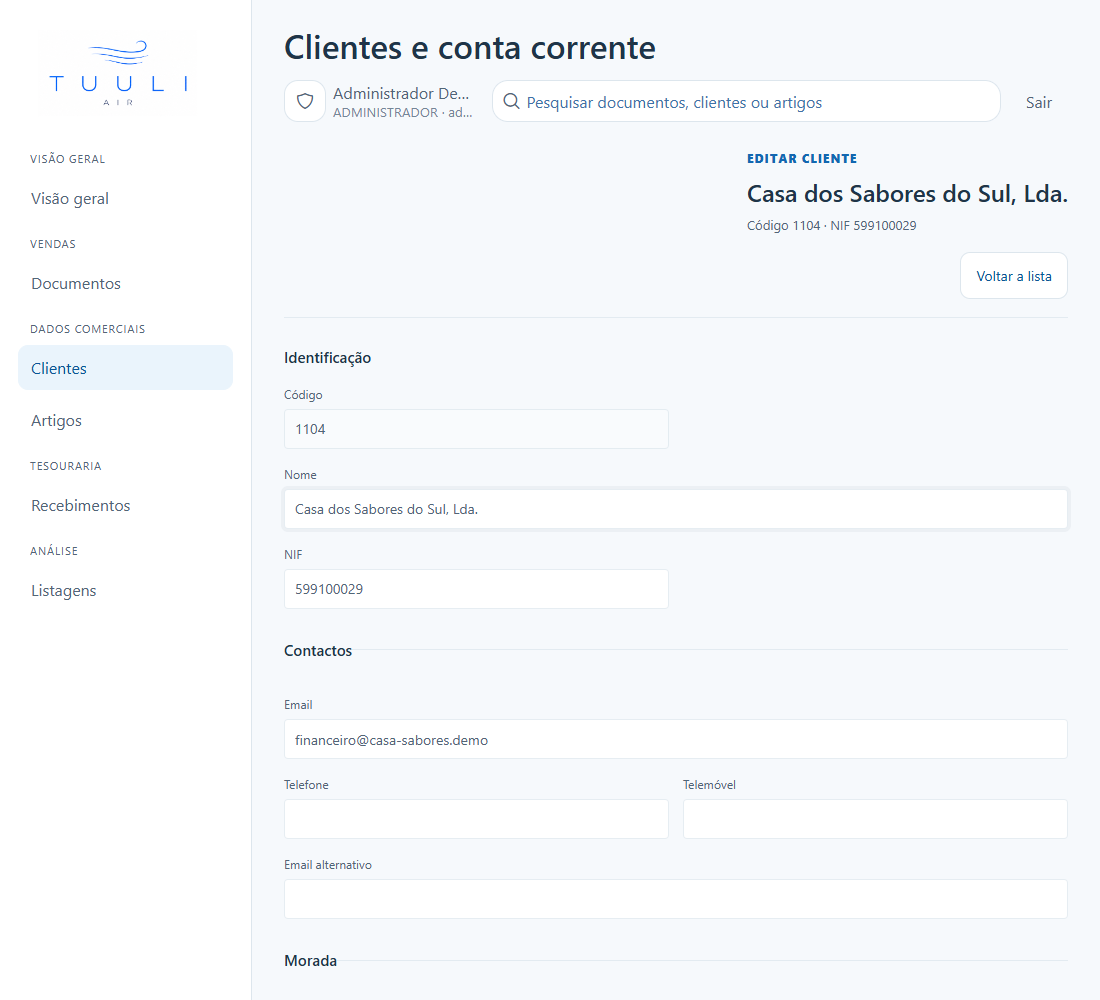 TUULI
AIR
VISÃO GERAL
Visão geral
VENDAS
Documentos
DADOS COMERCIAIS
Clientes
Artigos
TESOURARIA
Recebimentos
ANÁLISE
Listagens
Clientes e conta corrente
Administrador De...
ADMINISTRADOR · ad...
Pesquisar documentos, clientes ou artigos
Sair
EDITAR CLIENTE
Casa dos Sabores do Sul, Lda.
Código 1104 · NIF 599100029
Voltar a lista
Identificação
Código
1104
Nome
Casa dos Sabores do Sul, Lda.
NIF
599100029
Contactos
Email
financeiro@casa-sabores.demo
Telefone
Telemóvel
Email alternativo
Morada